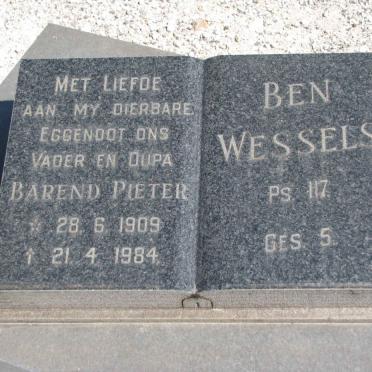 MET LIEFDE
AAN MY DIERBARE
EGGENOOT ONS
VADER EN OUPA
BAREND PIETER
☆ 28.6.1909
† 21.4.1984.
BEN
WESSELS
PS. 117
GES. 5.